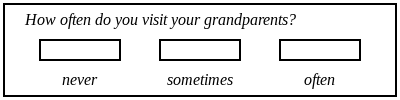 How often do you visit your grandparents?
never sometimes often